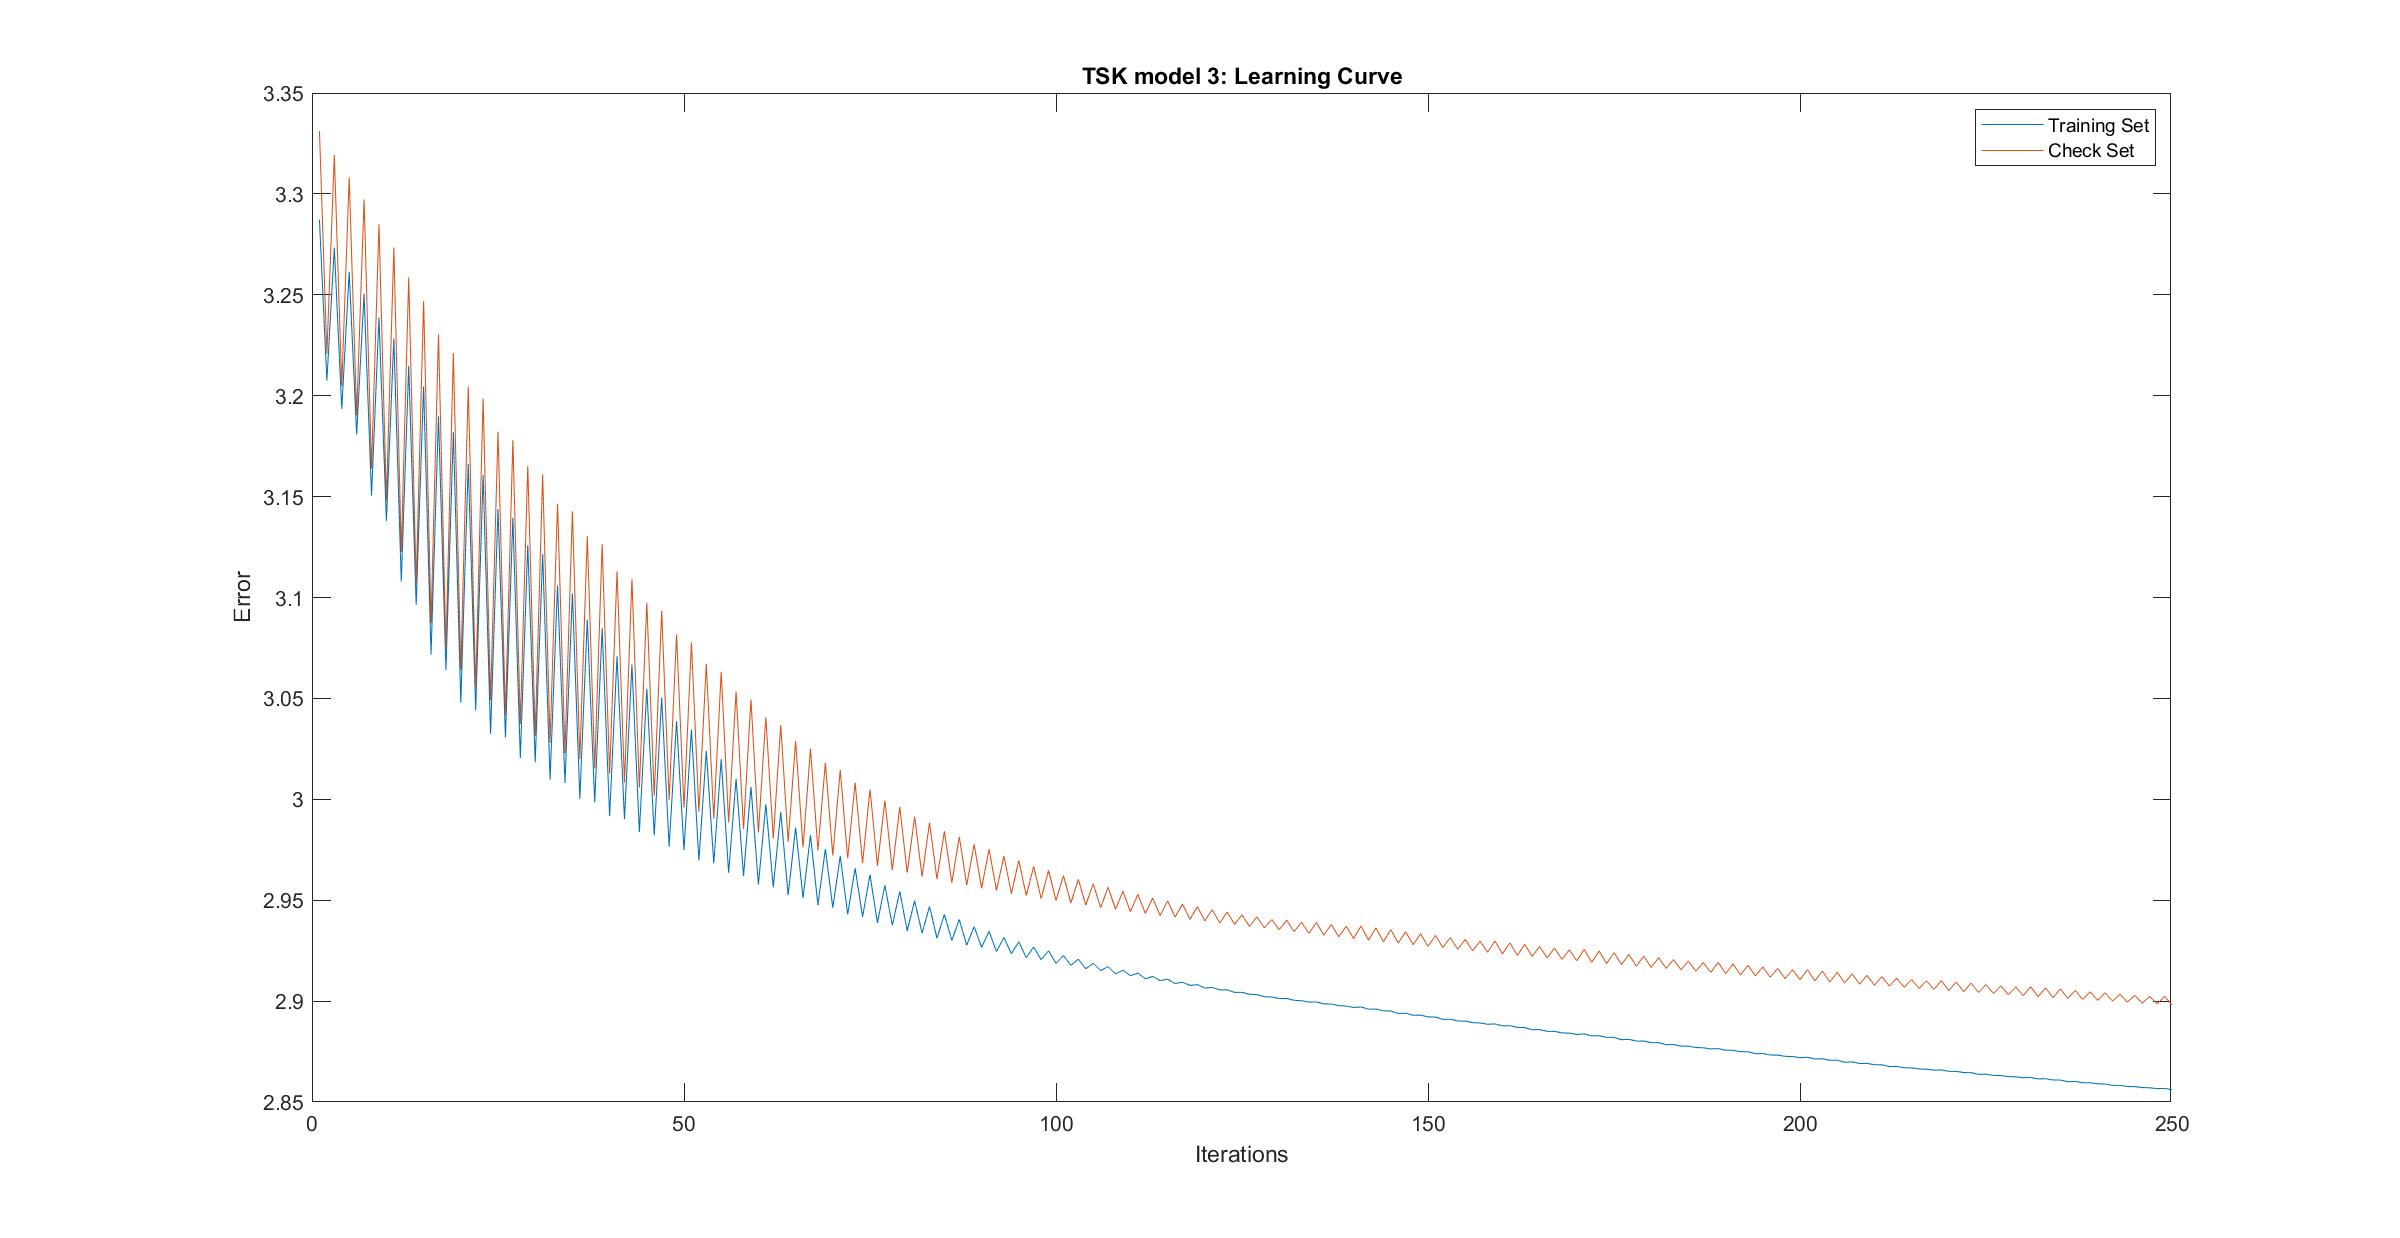 TSK model 3: Learning Curve
3.35
3.3
3.25
3.2
3.15
3.1
3.05
3
2.95
2.9
2.85
Error
Training Set
Check Set
0 50 100 150 200 250
Iterations